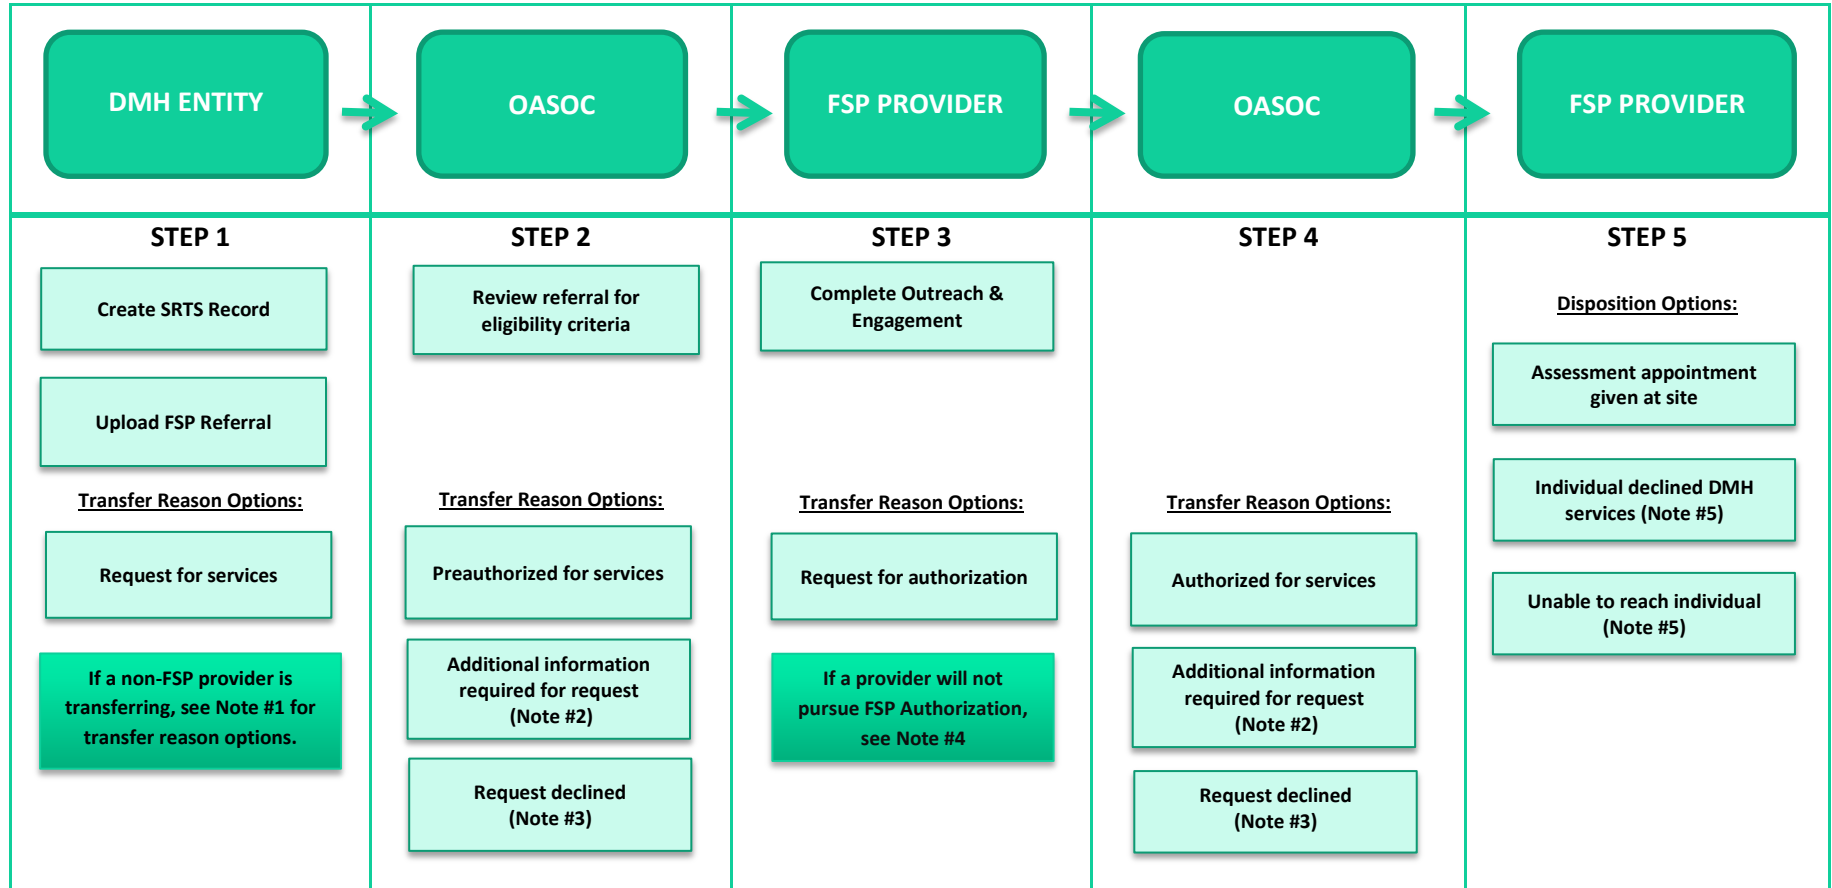 DMH ENTITY
OASOC
FSP PROVIDER
OASOC
FSP PROVIDER
STEP 1
Create SRTS Record
Upload FSP Referral
Transfer Reason Options:
Request for services
If a non-FSP provider is
transferring, see Note #1 for
transfer reason options.
STEP 2
Review referral for
eligibility criteria
Transfer Reason Options:
Preauthorized for services
Additional information
required for request
(Note #2)
Request declined
(Note #3)
STEP 3
Complete Outreach &
Engagement
Transfer Reason Options:
Request for authorization
If a provider will not
pursue FSP Authorization,
see Note #4
STEP 4
Transfer Reason Options:
Authorized for services
Additional information
required for request
(Note #2)
Request declined
(Note #3)
STEP 5
Disposition Options:
Assessment appointment
given at site
Individual declined DMH
services (Note #5)
Unable to reach individual
(Note #5)